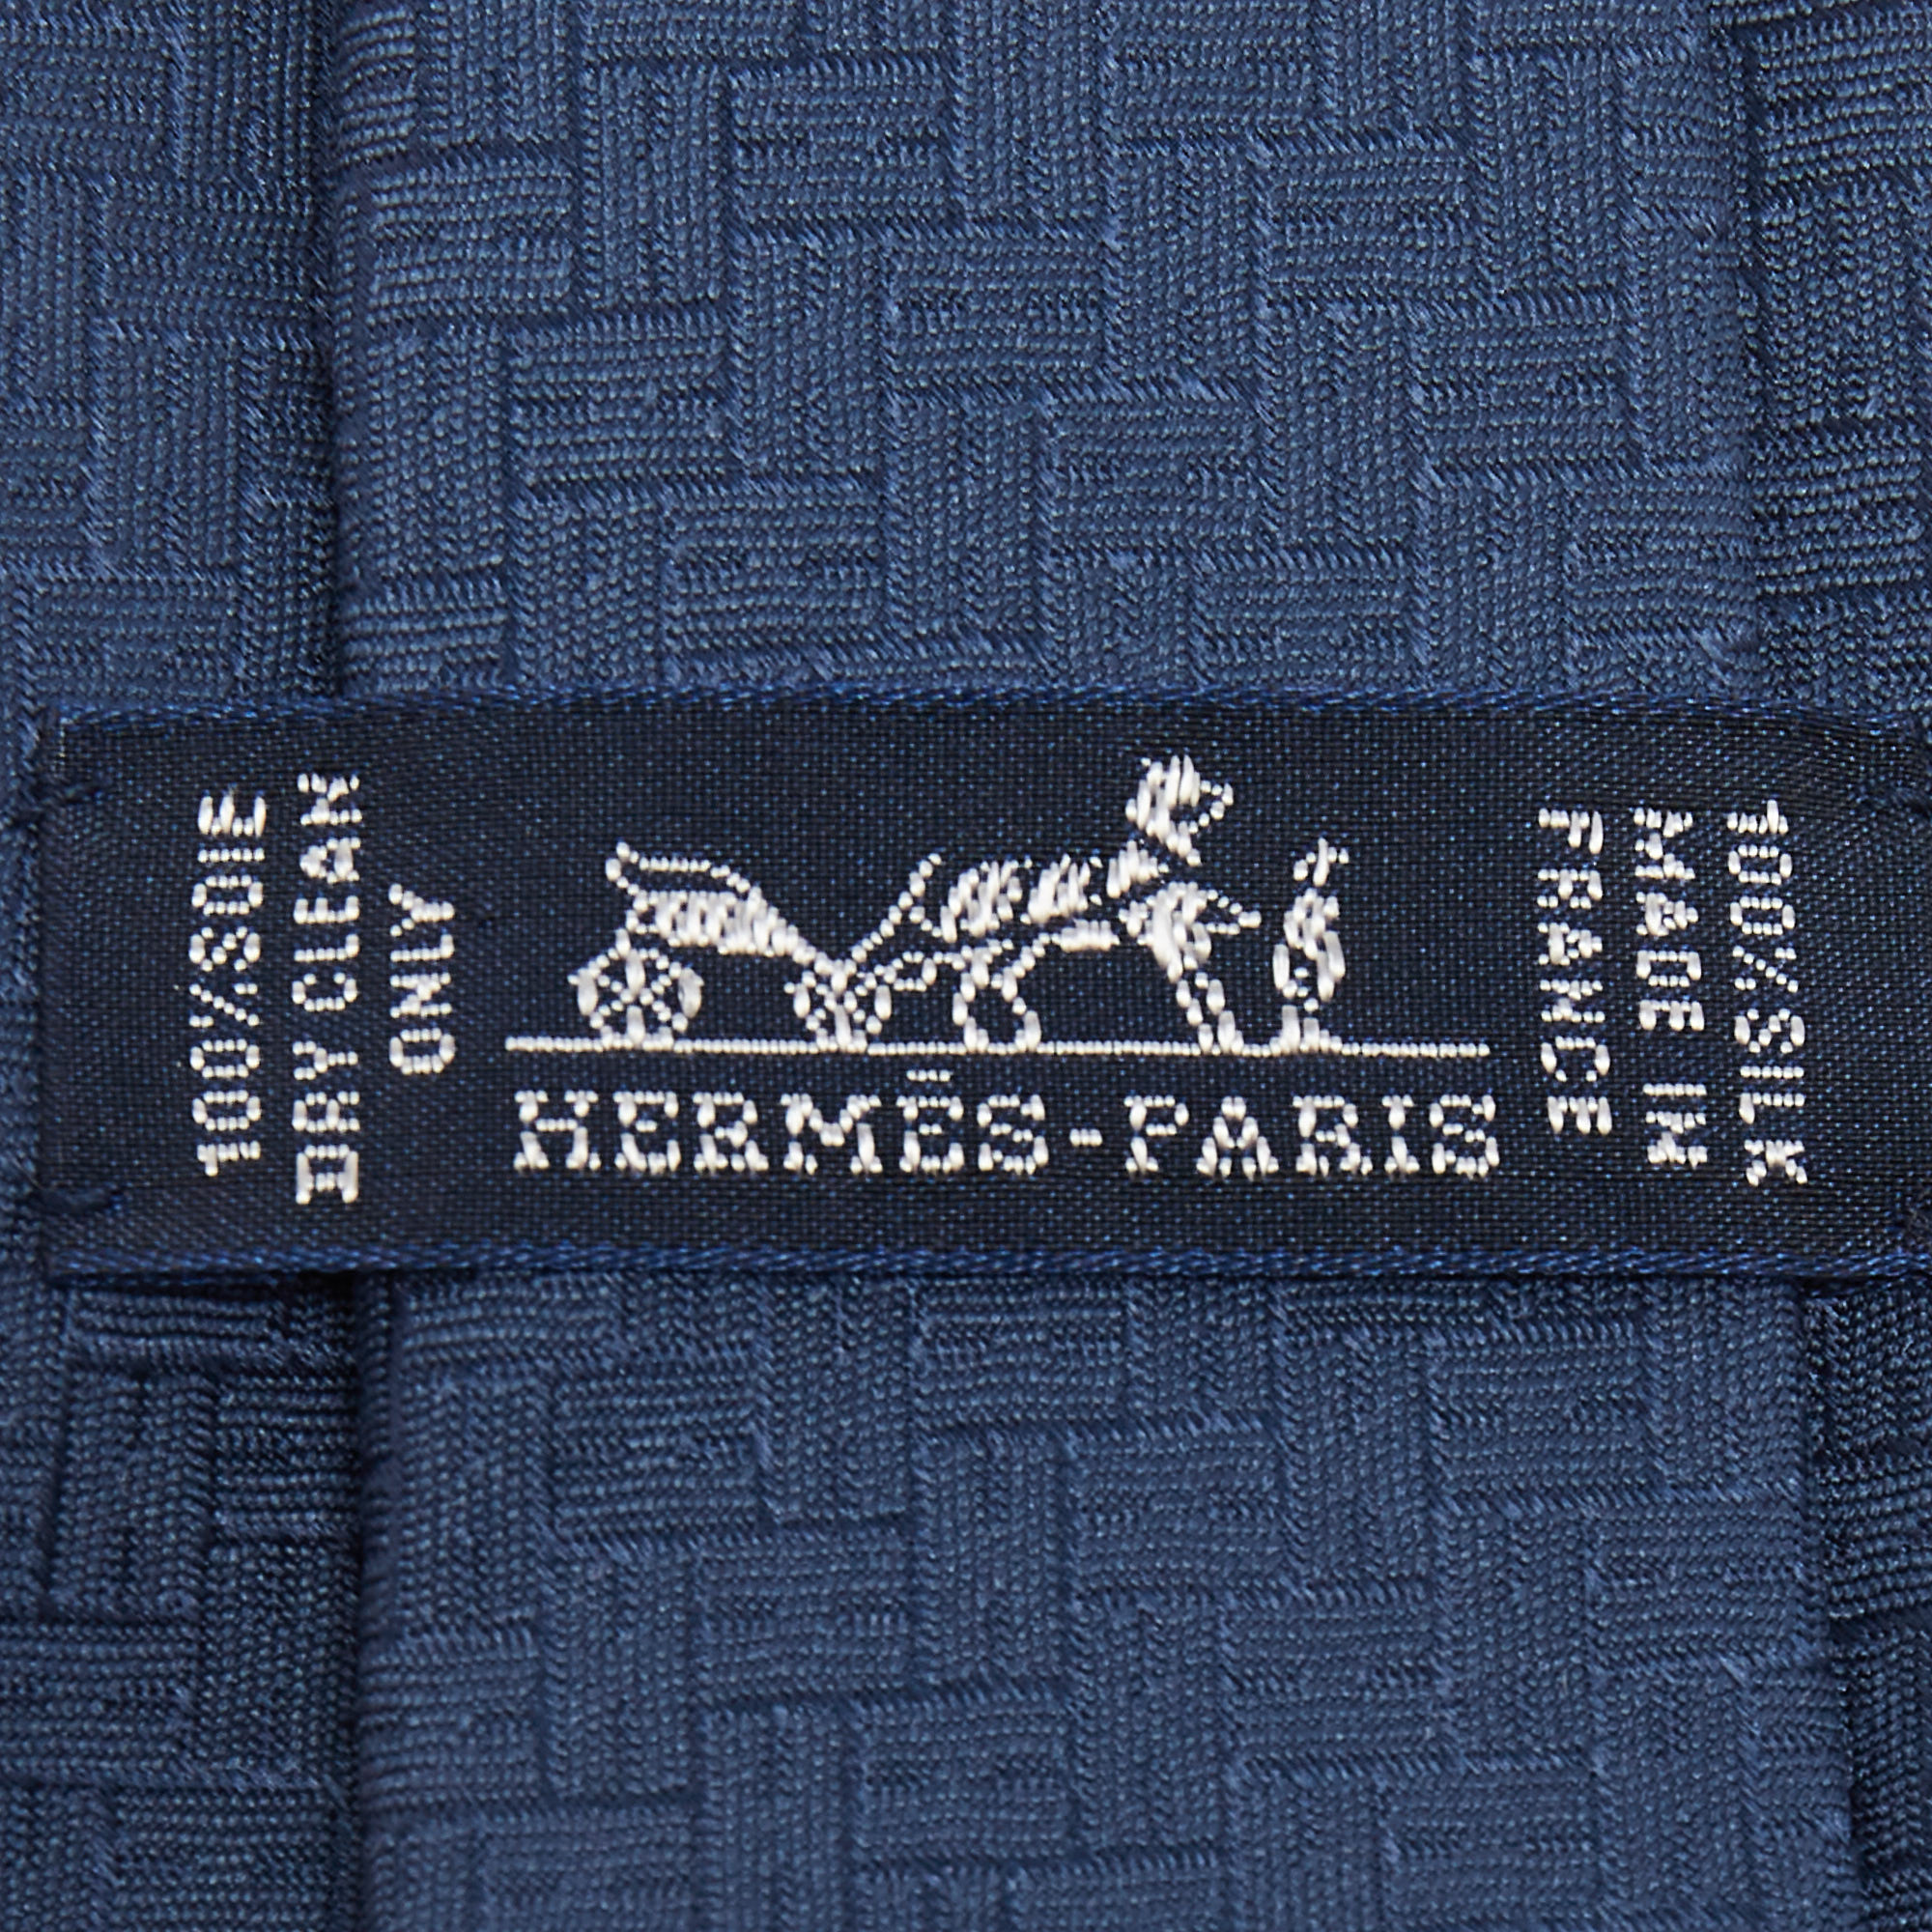 100%SOIE
DRY CLEAN
ONLY
HERMÈS-PARIS
100%SILK
MADE IN
FRANCE